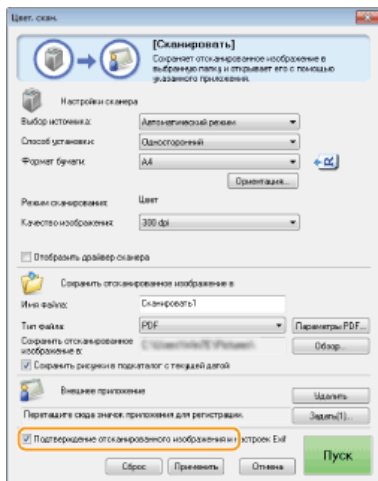 Цвет. скан.
[Сканировать]
Сохраняет отсканированное изображение в
выбранную папку и открывает его с помощью
указанного приложения.
Настройки сканера
Выбор источника: Автоматический режим
Способ установки: Односторонний
Формат бумаги: A4
Ориентация...
Режим сканирования: Цвет
Качество изображения: 300 dpi
Отобразить драйвер сканера
Сохранить отсканированное изображение в
Имя файла: Сканировать1
Тип файла: PDF Параметры PDF...
Сохранить отсканированное
изображение в: Обзор...
Сохранить рисунки в подкаталог с текущей датой
Внешнее приложение Удалить
Перетащите сюда значок приложения для регистрации. Задать(1)...
Подтверждение отсканированного изображения и настроек Exif
Сброс Применить Отмена Пуск